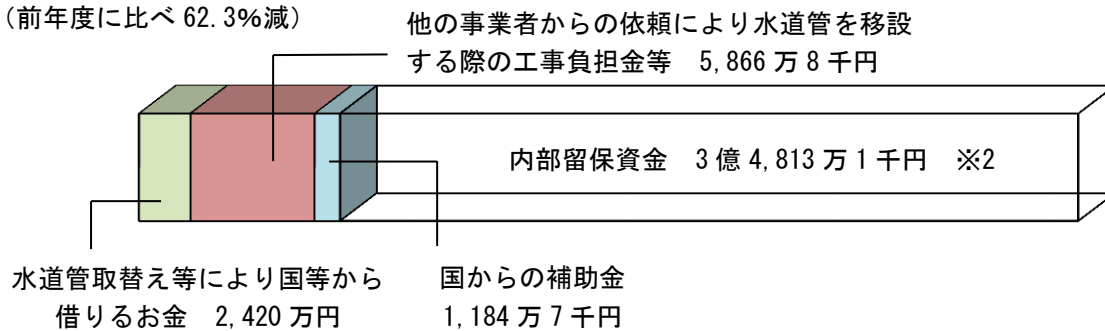 (前年度に比べ 62.3%減)
他の事業者からの依頼により水道管を移設
する際の工事負担金等 5,866 万 8 千円
内部留保資金 3 億 4,813 万 1 千円 ※2
水道管取替え等により国等から
借りるお金 2,420 万円
国からの補助金
1,184 万 7 千円